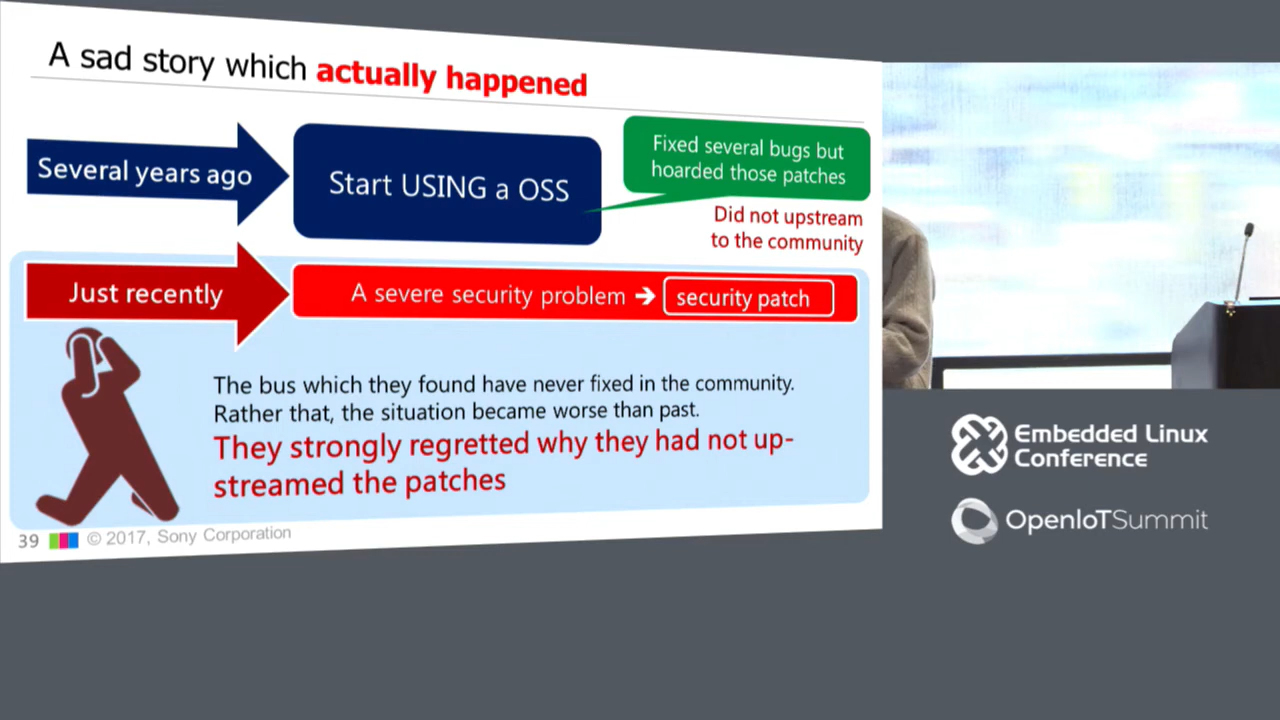 A sad story which actually happened
Several years ago
Start USING a OSS
Fixed several bugs but
hoarded those patches
Did not upstream
to the community
Just recently
A severe security problem → security patch
The bus which they found have never fixed in the community.
Rather that, the situation became worse than past.
They strongly regretted why they had not up-
streamed the patches
39 © 2017, Sony Corporation
Embedded Linux
Conference
OpenIoTSummit